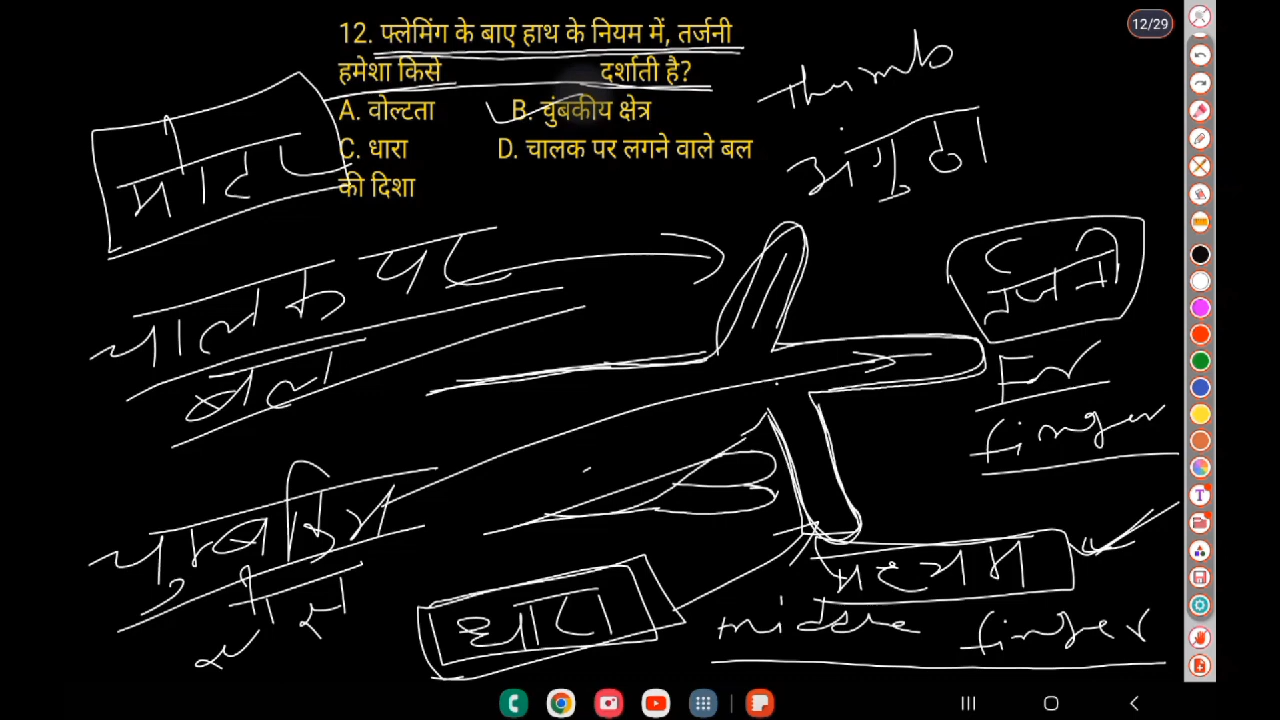 12/29
12. फ्लेमिंग के बाए हाथ के नियम में, तर्जनी
हमेशा किसे दर्शाती है?
A. वोल्टता B. चुंबकीय क्षेत्र
C. धारा D. चालक पर लगने वाले बल
की दिशा
Thumb
अंगुठा
मोटर
चालक पर
बल
तर्जनी
finger
चुम्बकिय
धारा
मध्यमा
middle finger
T